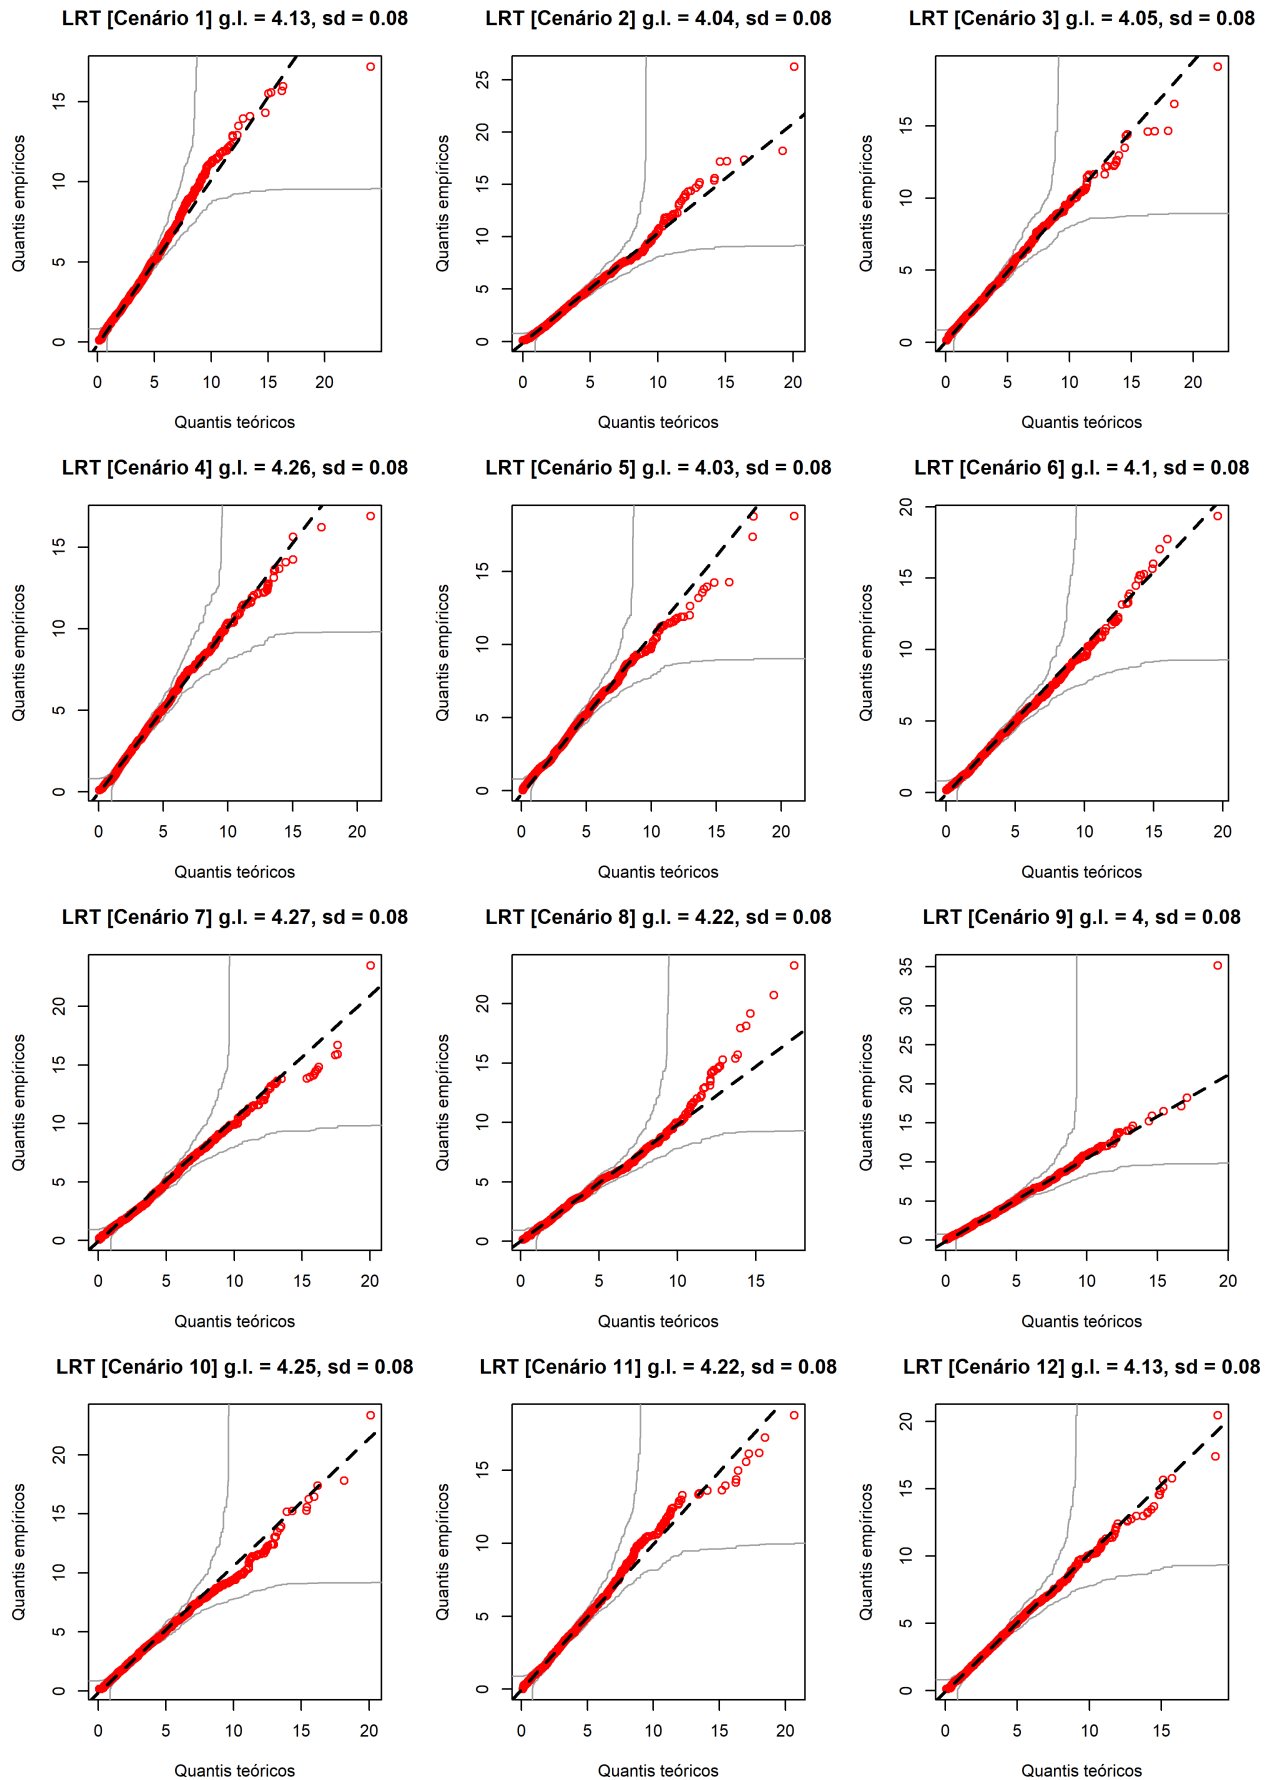 LRT [Cenário 1] g.l. = 4.13, sd = 0.08
Quantis empíricos
0 5 10 15
0 5 10 15 20
Quantis teóricos
LRT [Cenário 2] g.l. = 4.04, sd = 0.08
Quantis empíricos
0 5 10 15 20 25
0 5 10 15 20
Quantis teóricos
LRT [Cenário 3] g.l. = 4.05, sd = 0.08
Quantis empíricos
0 5 10 15
0 5 10 15 20
Quantis teóricos
LRT [Cenário 4] g.l. = 4.26, sd = 0.08
Quantis empíricos
0 5 10 15
0 5 10 15 20
Quantis teóricos
LRT [Cenário 5] g.l. = 4.03, sd = 0.08
Quantis empíricos
0 5 10 15
0 5 10 15 20
Quantis teóricos
LRT [Cenário 6] g.l. = 4.1, sd = 0.08
Quantis empíricos
0 5 10 15 20
0 5 10 15 20
Quantis teóricos
LRT [Cenário 7] g.l. = 4.27, sd = 0.08
Quantis empíricos
0 5 10 15 20
0 5 10 15 20
Quantis teóricos
LRT [Cenário 8] g.l. = 4.22, sd = 0.08
Quantis empíricos
0 5 10 15 20
0 5 10 15
Quantis teóricos
LRT [Cenário 9] g.l. = 4, sd = 0.08
Quantis empíricos
0 5 10 15 20 25 30 35
0 5 10 15 20
Quantis teóricos
LRT [Cenário 10] g.l. = 4.25, sd = 0.08
Quantis empíricos
0 5 10 15 20
0 5 10 15 20
Quantis teóricos
LRT [Cenário 11] g.l. = 4.22, sd = 0.08
Quantis empíricos
0 5 10 15
0 5 10 15 20
Quantis teóricos
LRT [Cenário 12] g.l. = 4.13, sd = 0.08
Quantis empíricos
0 5 10 15 20
0 5 10 15
Quantis teóricos